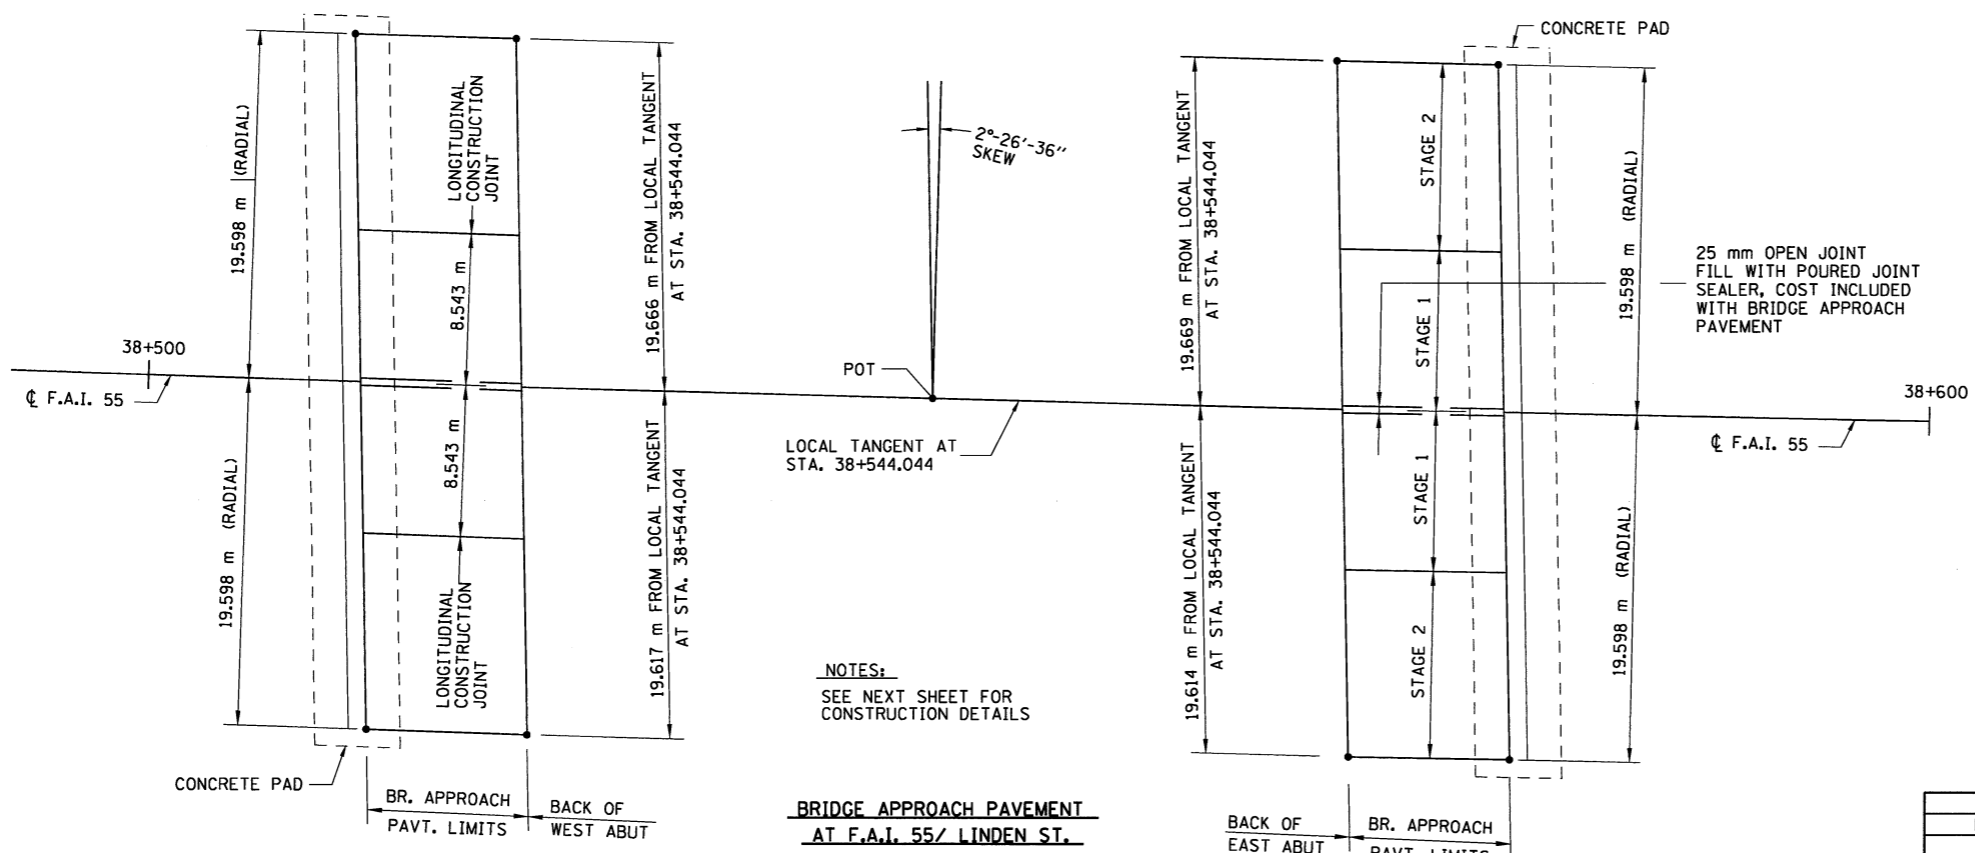 CONCRETE PAD
19.598 m (RADIAL)
LONGITUDINAL
CONSTRUCTION
JOINT
8.543 m
19.666 m FROM LOCAL TANGENT
AT STA. 38+544.044
2°-26'-36"
SKEW
19.669 m FROM LOCAL TANGENT
AT STA. 38+544.044
STAGE 2
STAGE 1
19.598 m (RADIAL)
25 mm OPEN JOINT
FILL WITH POURED JOINT
SEALER, COST INCLUDED
WITH BRIDGE APPROACH
PAVEMENT
38+500
℄ F.A.I. 55
POT
LOCAL TANGENT AT
STA. 38+544.044
38+600
℄ F.A.I. 55
19.598 m (RADIAL)
8.543 m
LONGITUDINAL
CONSTRUCTION
JOINT
19.617 m FROM LOCAL TANGENT
AT STA. 38+544.044
19.614 m FROM LOCAL TANGENT
AT STA. 38+544.044
STAGE 1
STAGE 2
19.598 m (RADIAL)
NOTES:
SEE NEXT SHEET FOR
CONSTRUCTION DETAILS
CONCRETE PAD
BR. APPROACH
PAVT. LIMITS
BACK OF
WEST ABUT
BRIDGE APPROACH PAVEMENT
AT F.A.I. 55/ LINDEN ST.
BACK OF
EAST ABUT
BR. APPROACH
PAVT. LIMITS